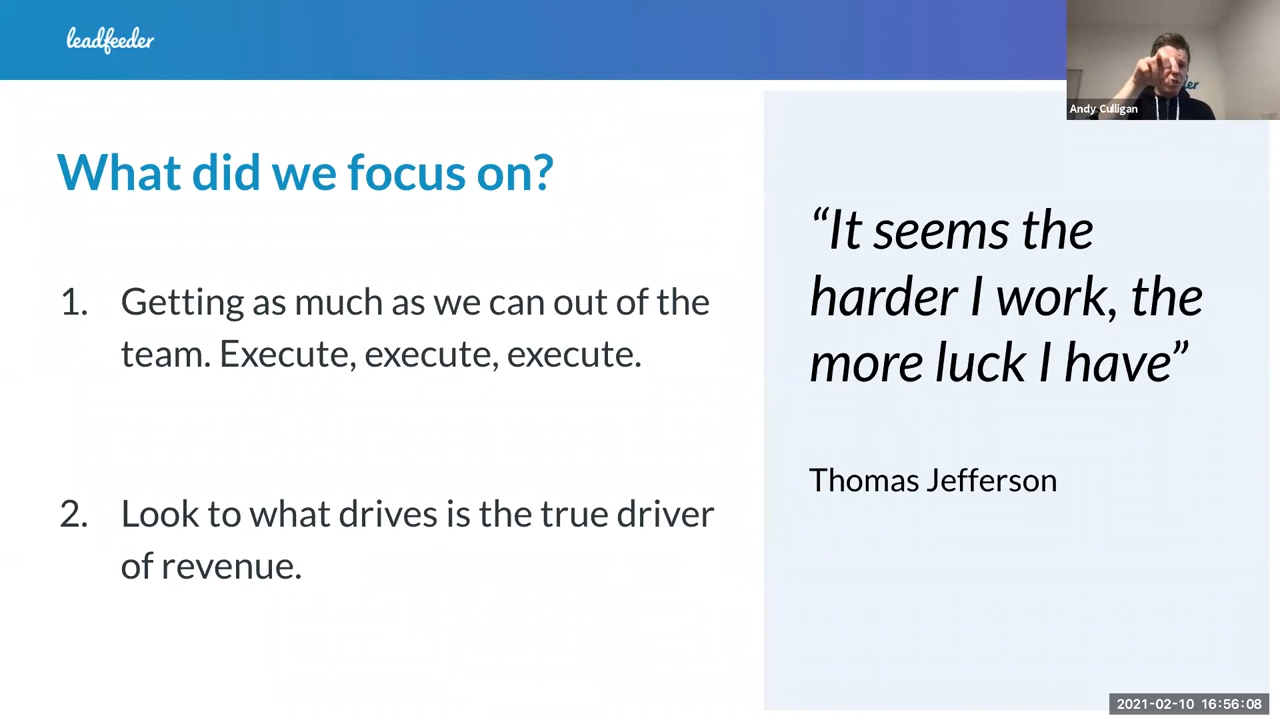 leadfeeder
der
Andy Culligan
What did we focus on?
1. Getting as much as we can out of the
team. Execute, execute, execute.
2. Look to what drives is the true driver
of revenue.
“It seems the
harder I work, the
more luck I have”
Thomas Jefferson
2021-02-10 16:56:08